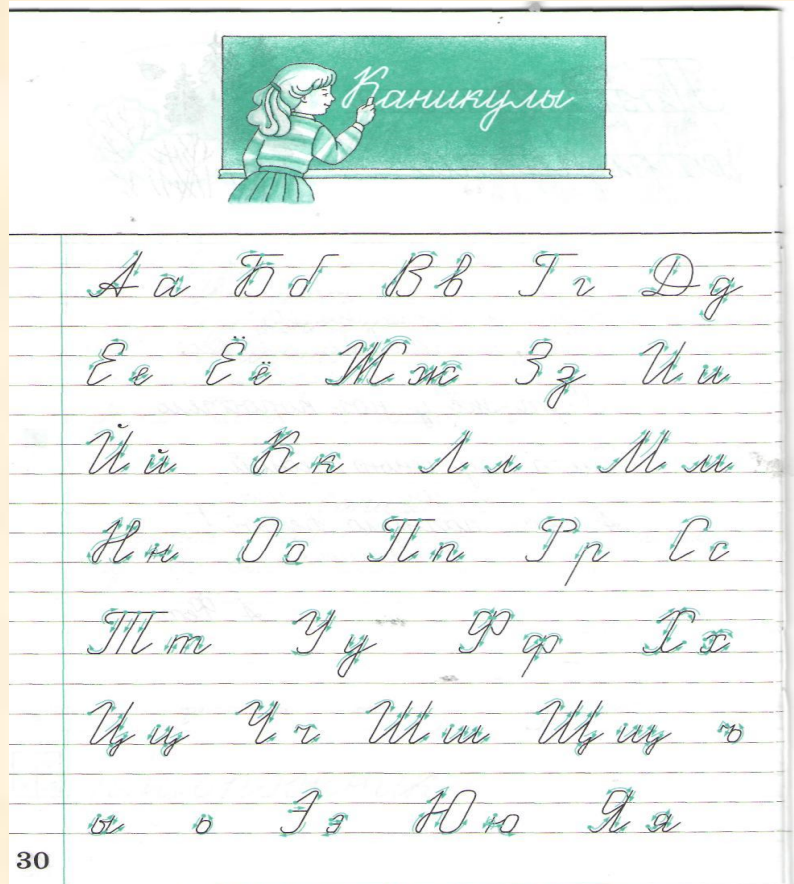 Каникулы
Аа Бб Вв Гг Дд
Ее Ёё Жж Зз Ии
Йй Кк Лл Мм
Нн Оо Пп Рр Сс
Тт Уу Фф Хх
Цц Чч Шш Щщ ъ
ы ь Ээ Юю Яя
30